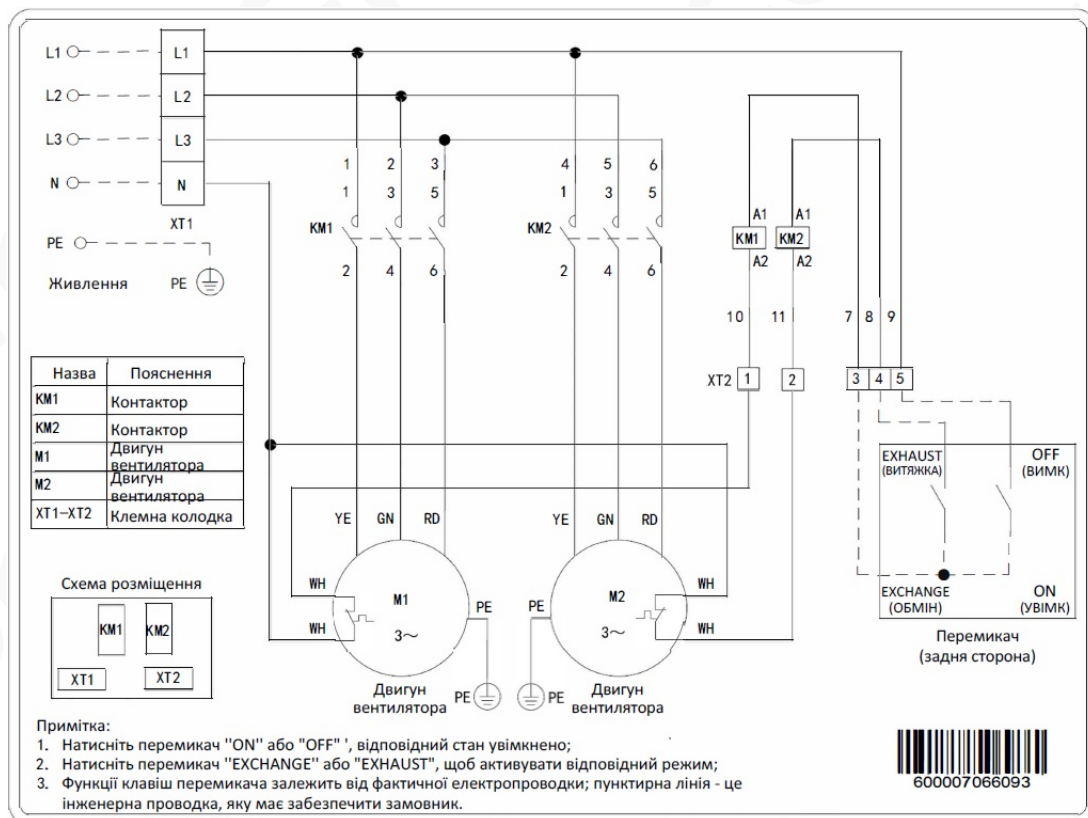 L1 L1
L2 L2
L3 L3
N N
XT1
PE
Живлення PE
1 2 3
1 3 5
KM1
2 4 6
4 5 6
1 3 5
KM2
2 4 6
A1 A1
KM1 KM2
A2 A2
10 11 7 8 9
XT2 1 2 3 4 5
Назва Пояснення
KM1 Контактор
KM2 Контактор
M1 Двигун
вентилятора
M2 Двигун
вентилятора
XT1-XT2 Клемна колодка
EXHAUST OFF
(ВИТЯЖКА) (ВИМК)
EXCHANGE ON
(ОБМІН) (УВІМК)
Перемикач
(задня сторона)
YE GN RD
YE GN RD
WH M1 PE
WH 3~
PE M2 WH
3~ WH
Двигун PE
вентилятора
PE Двигун
вентилятора
Схема розміщення
KM1 KM2
XT1 XT2
Примітка:
1. Натисніть перемикач "ON" або "OFF" ', відповідний стан увімкнено;
2. Натисніть перемикач "EXCHANGE" або "EXHAUST", щоб активувати відповідний режим;
3. Функції клавіш перемикача залежить від фактичної електропроводки; пунктирна лінія - це
інженерна проводка, яку має забезпечити замовник.
600007066093